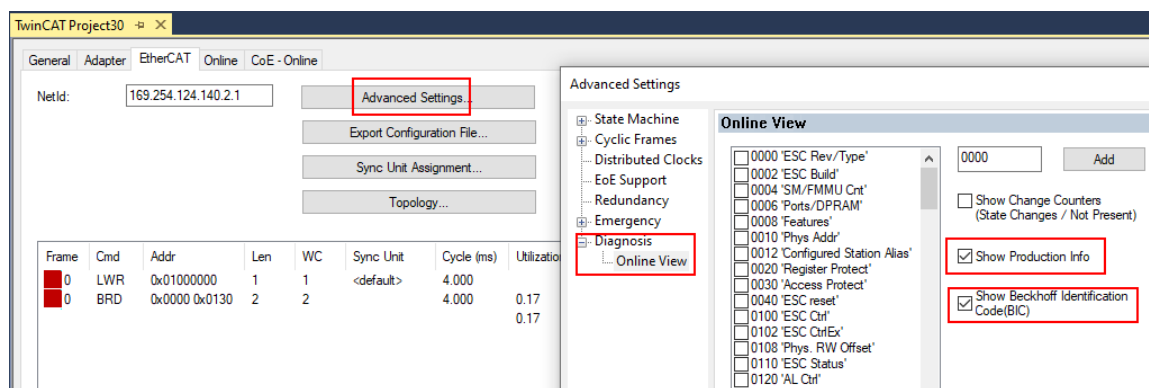 TwinCAT Project30
General Adapter EtherCAT Online CoE - Online
NetId: 169.254.124.140.2.1
Advanced Settings...
Export Configuration File...
Sync Unit Assignment...
Topology...
Frame Cmd Addr Len WC Sync Unit Cycle (ms) Utilizatio
0 LWR 0x01000000 1 1 <default> 4.000
0 BRD 0x0000 0x0130 2 2 4.000 0.17
0.17
Advanced Settings
State Machine
Cyclic Frames
Distributed Clocks
EoE Support
Redundancy
Emergency
Diagnosis
Online View
Online View
0000 'ESC Rev/Type'
0002 'ESC Build'
0004 'SM/FMMU Cnt'
0006 'Ports/DPRAM'
0008 'Features'
0010 'Phys Addr'
0012 'Configured Station Alias'
0020 'Register Protect'
0030 'Access Protect'
0040 'ESC reset'
0100 'ESC Ctrl'
0102 'ESC CtrlEx'
0108 'Phys. RW Offset'
0110 'ESC Status'
0120 'AL Ctrl'
0000 Add
Show Change Counters
(State Changes / Not Present)
Show Production Info
Show Beckhoff Identification
Code(BIC)